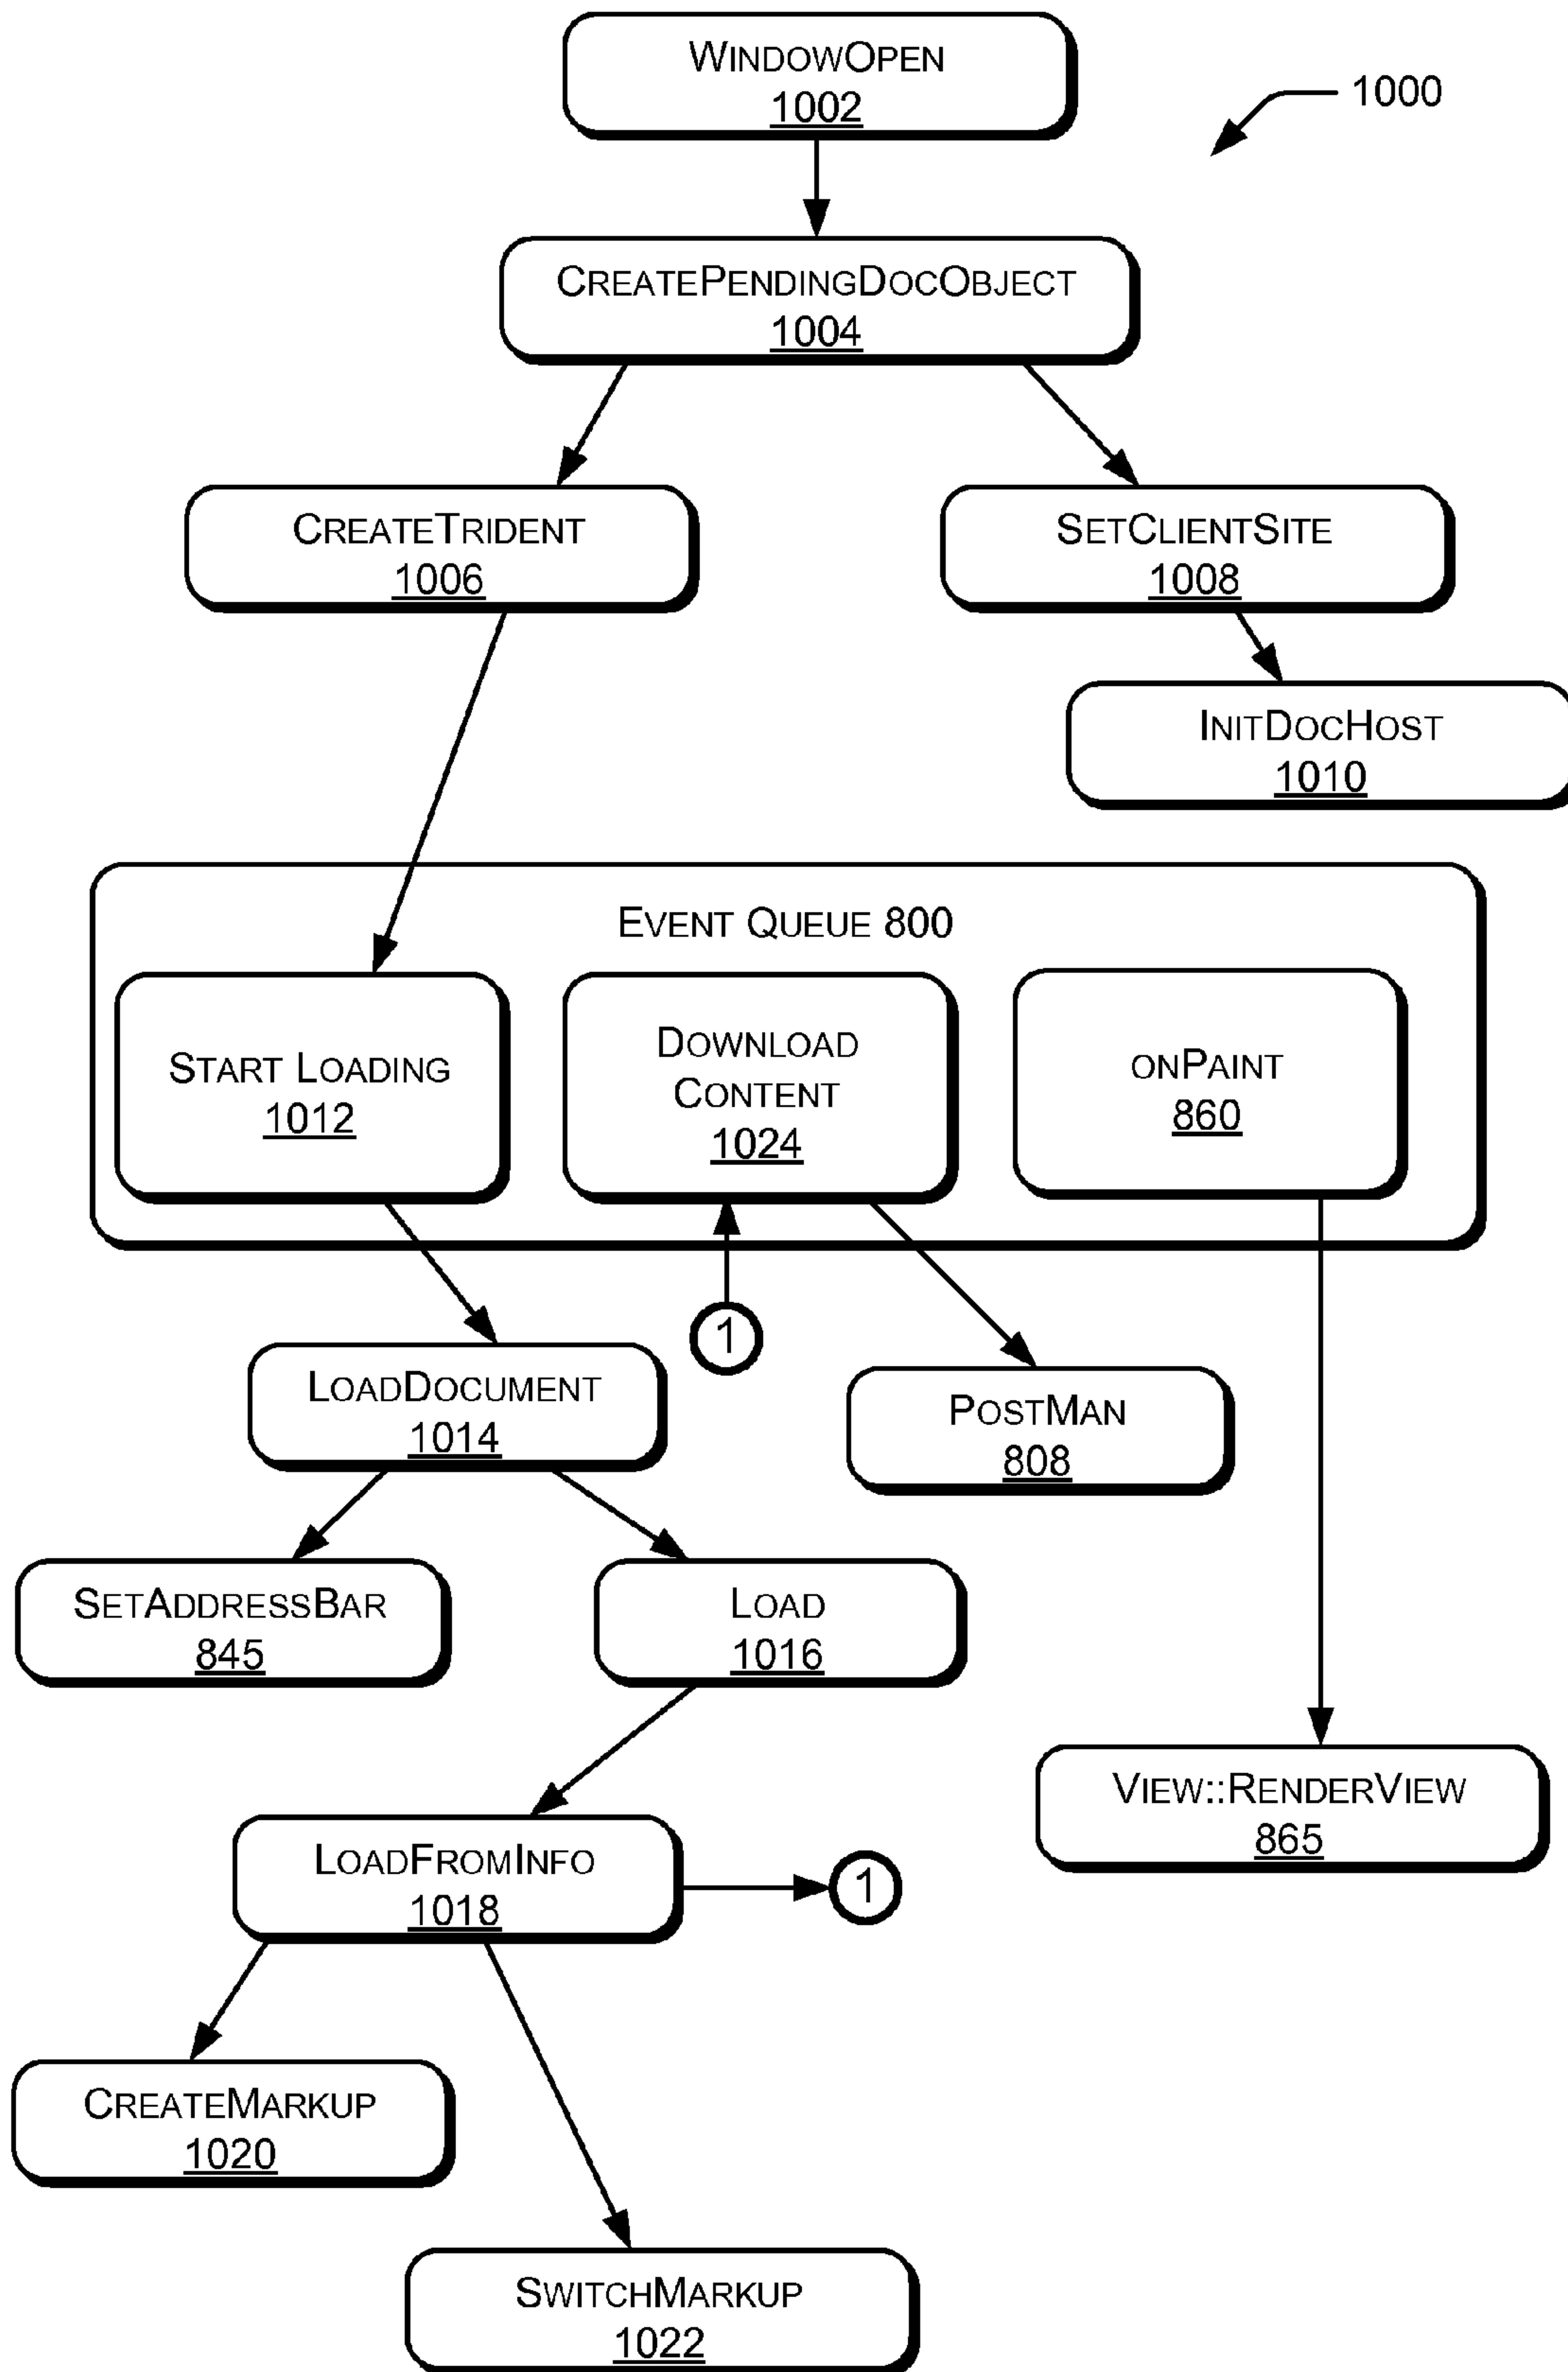 WINDOWOPEN
1002
1000
CREATEPENDINGDOCOBJECT
1004
CREATETRIDENT
1006
SETCLIENTSITE
1008
INITDOCHOST
1010
EVENT QUEUE 800
START LOADING
1012
DOWNLOAD
CONTENT
1024
ONPAINT
860
1
LOADDOCUMENT
1014
POSTMAN
808
SETADDRESSBAR
845
LOAD
1016
VIEW::RENDERVIEW
865
LOADFROMINFO
1018
1
CREATEMARKUP
1020
SWITCHMARKUP
1022